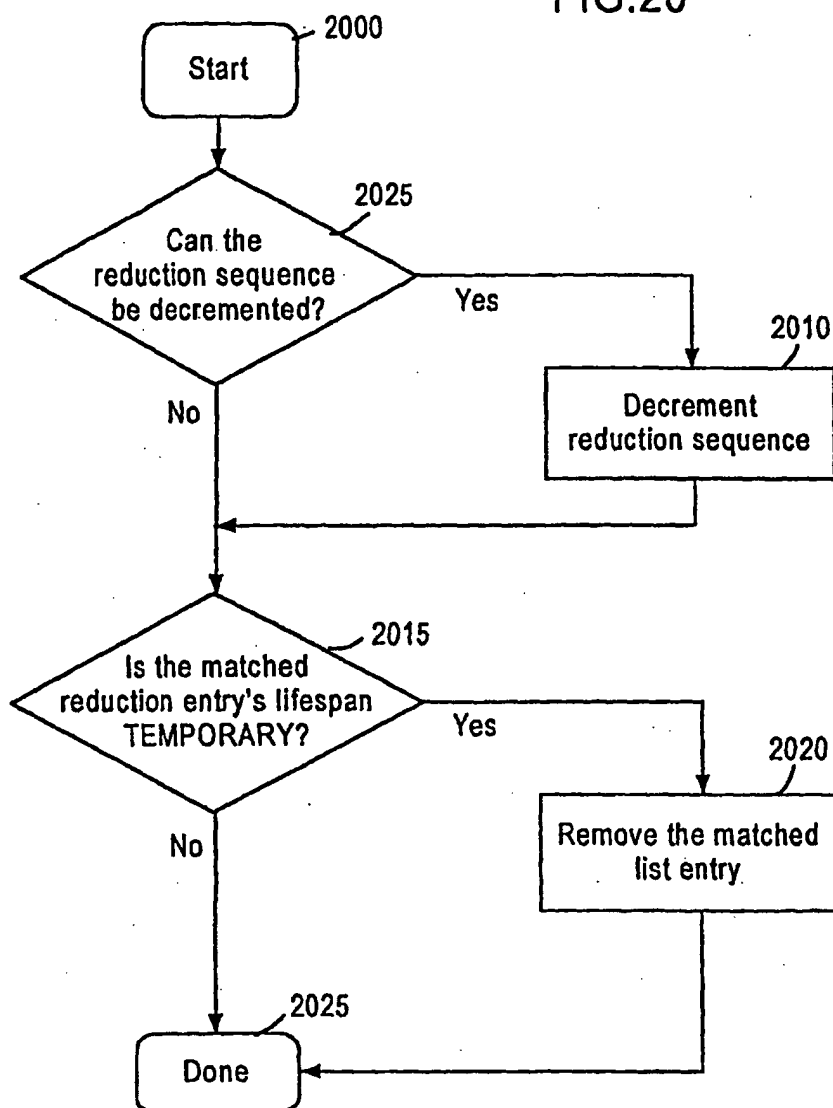 2000
Start
2025
Can the
reduction sequence
be decremented?
Yes
2010
No
Decrement
reduction sequence
2015
Is the matched
reduction entry's lifespan
TEMPORARY?
Yes
2020
No
Remove the matched
list entry
2025
Done